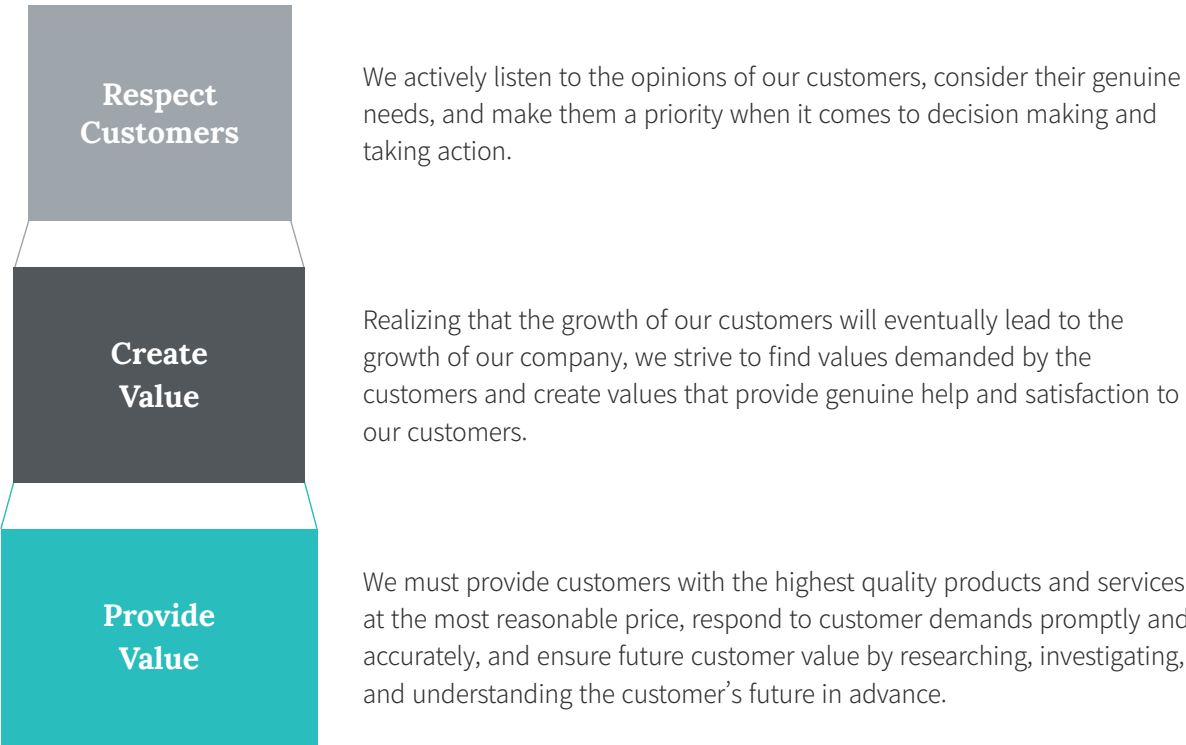 Respect
Customers
We actively listen to the opinions of our customers, consider their genuine
needs, and make them a priority when it comes to decision making and
taking action.
Create
Value
Realizing that the growth of our customers will eventually lead to the
growth of our company, we strive to find values demanded by the
customers and create values that provide genuine help and satisfaction to
our customers.
Provide
Value
We must provide customers with the highest quality products and services
at the most reasonable price, respond to customer demands promptly and
accurately, and ensure future customer value by researching, investigating,
and understanding the customer’s future in advance.